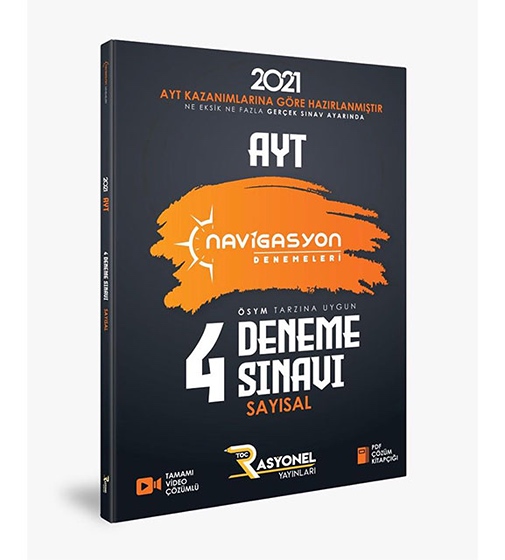 2021
AYT KAZANIMLARINA GÖRE HAZIRLANMIŞTIR
NE EKSİK NE FAZLA GERÇEK SINAV AYARINDA
AYT
NAVİGASYON
DENEMELERİ
ÖSYM TARZINA UYGUN
4 DENEME
SINAVI
SAYISAL
TAMAMI
VİDEO
ÇÖZÜMLÜ
TOC
RASYONEL
YAYINLARI
PDF
ÇÖZÜM
KİTAPÇIĞI
2021 AYT
4 DENEME SINAVI
SAYISAL